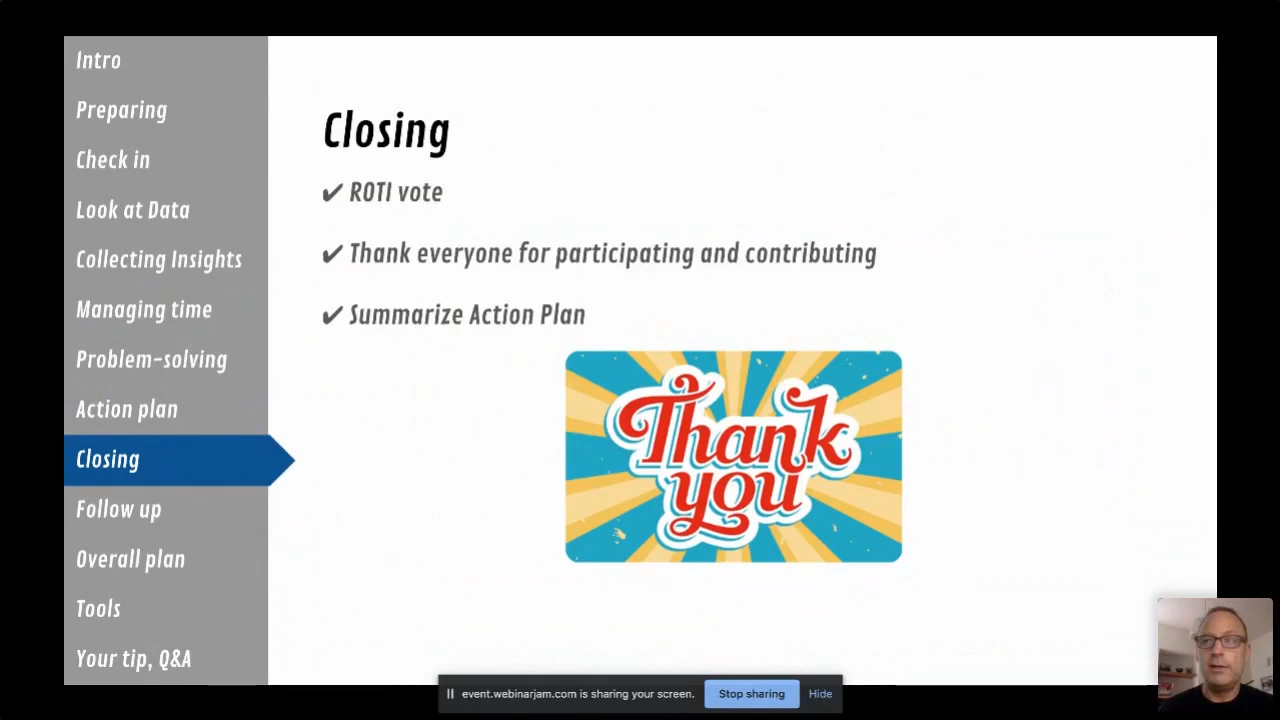 Intro
Preparing
Check in
Look at Data
Collecting Insights
Managing time
Problem-solving
Action plan
Closing
Follow up
Overall plan
Tools
Your tip, Q&A
Closing
✔ ROTI vote
✔ Thank everyone for participating and contributing
✔ Summarize Action Plan
Thank
you
event.webinarjam.com is sharing your screen. Stop sharing Hide